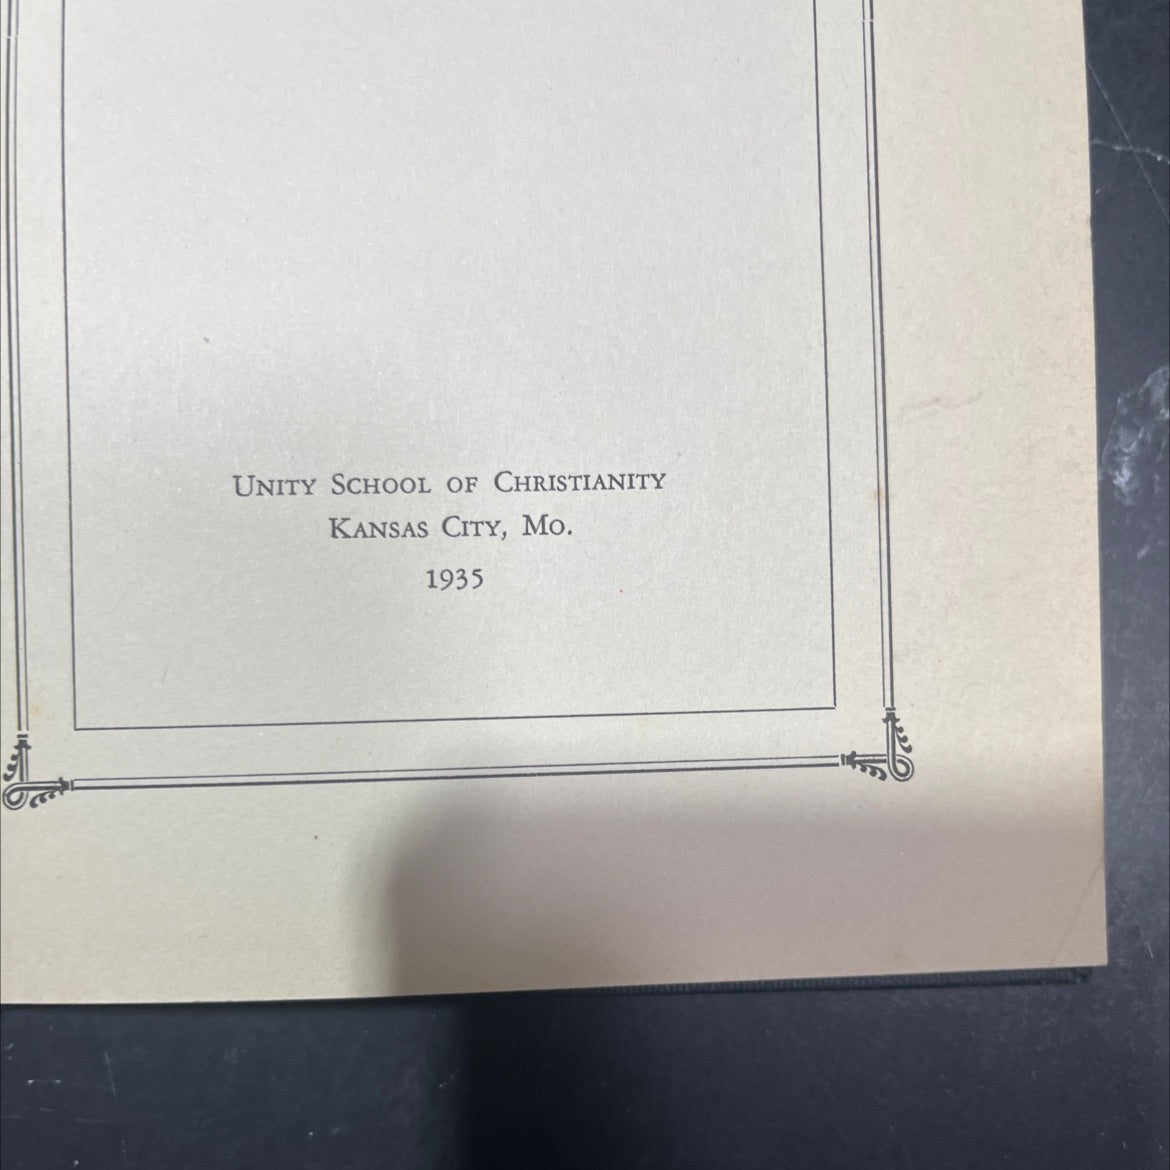 Unity School of Christianity
Kansas City, Mo.
1935